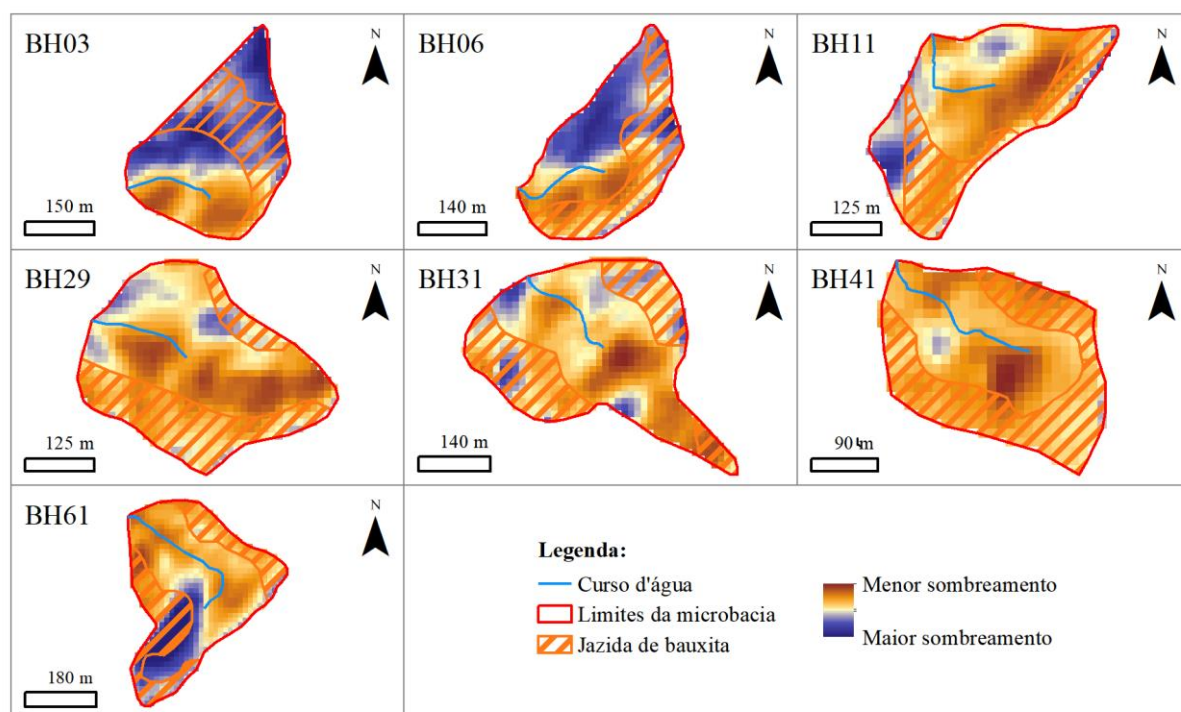 BH03
N
150 m
BH06
N
140 m
BH11
N
125 m
BH29
N
125 m
BH31
N
140 m
BH41
N
90 m
BH61
N
180 m
Legenda:
Curso d'água
Limites da microbacia
Jazida de bauxita
Menor sombreamento
Maior sombreamento